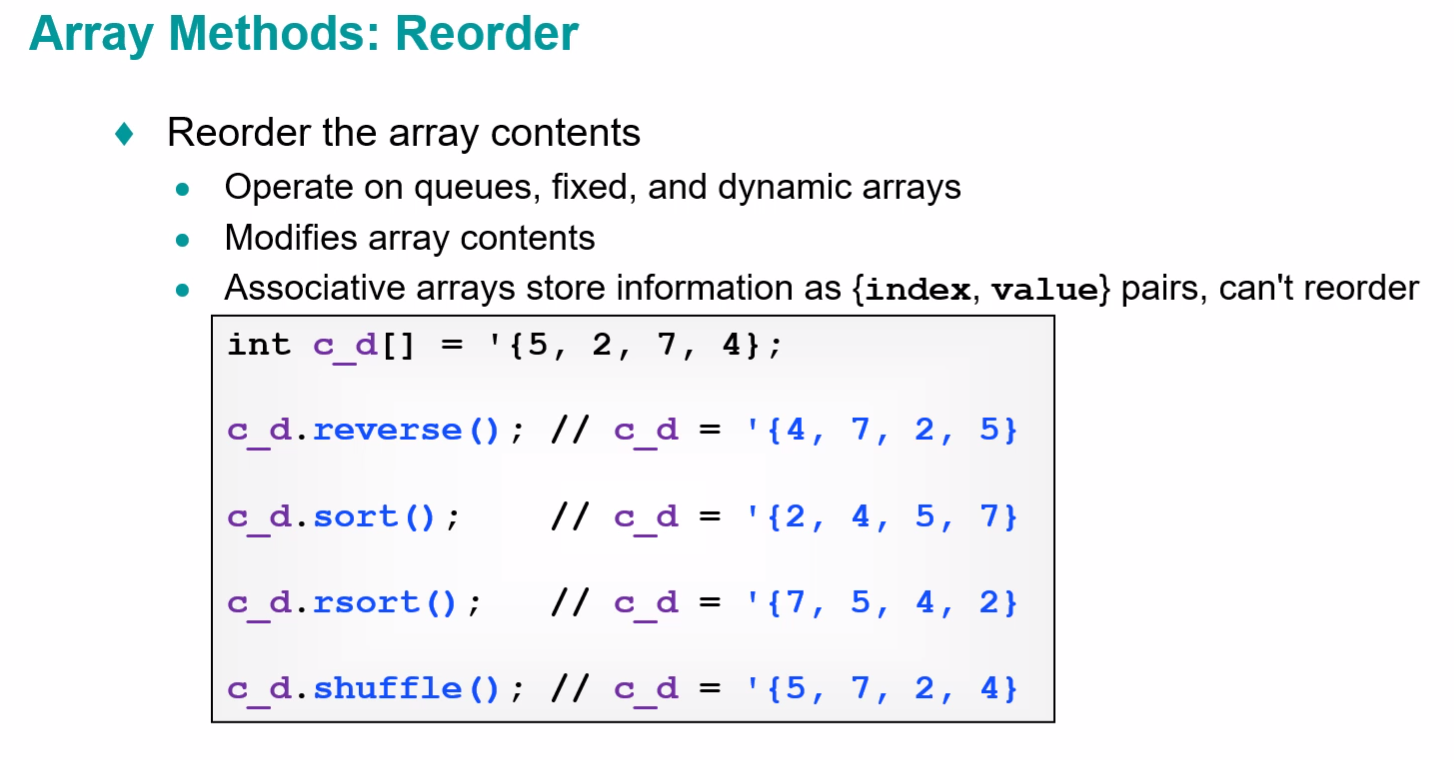 Array Methods: Reorder
Reorder the array contents
Operate on queues, fixed, and dynamic arrays
Modifies array contents
Associative arrays store information as {index, value} pairs, can't reorder
int c_d[] = '{5, 2, 7, 4};
c_d.reverse(); // c_d = '{4, 7, 2, 5}
c_d.sort();    // c_d = '{2, 4, 5, 7}
c_d.rsort();   // c_d = '{7, 5, 4, 2}
c_d.shuffle(); // c_d = '{5, 7, 2, 4}